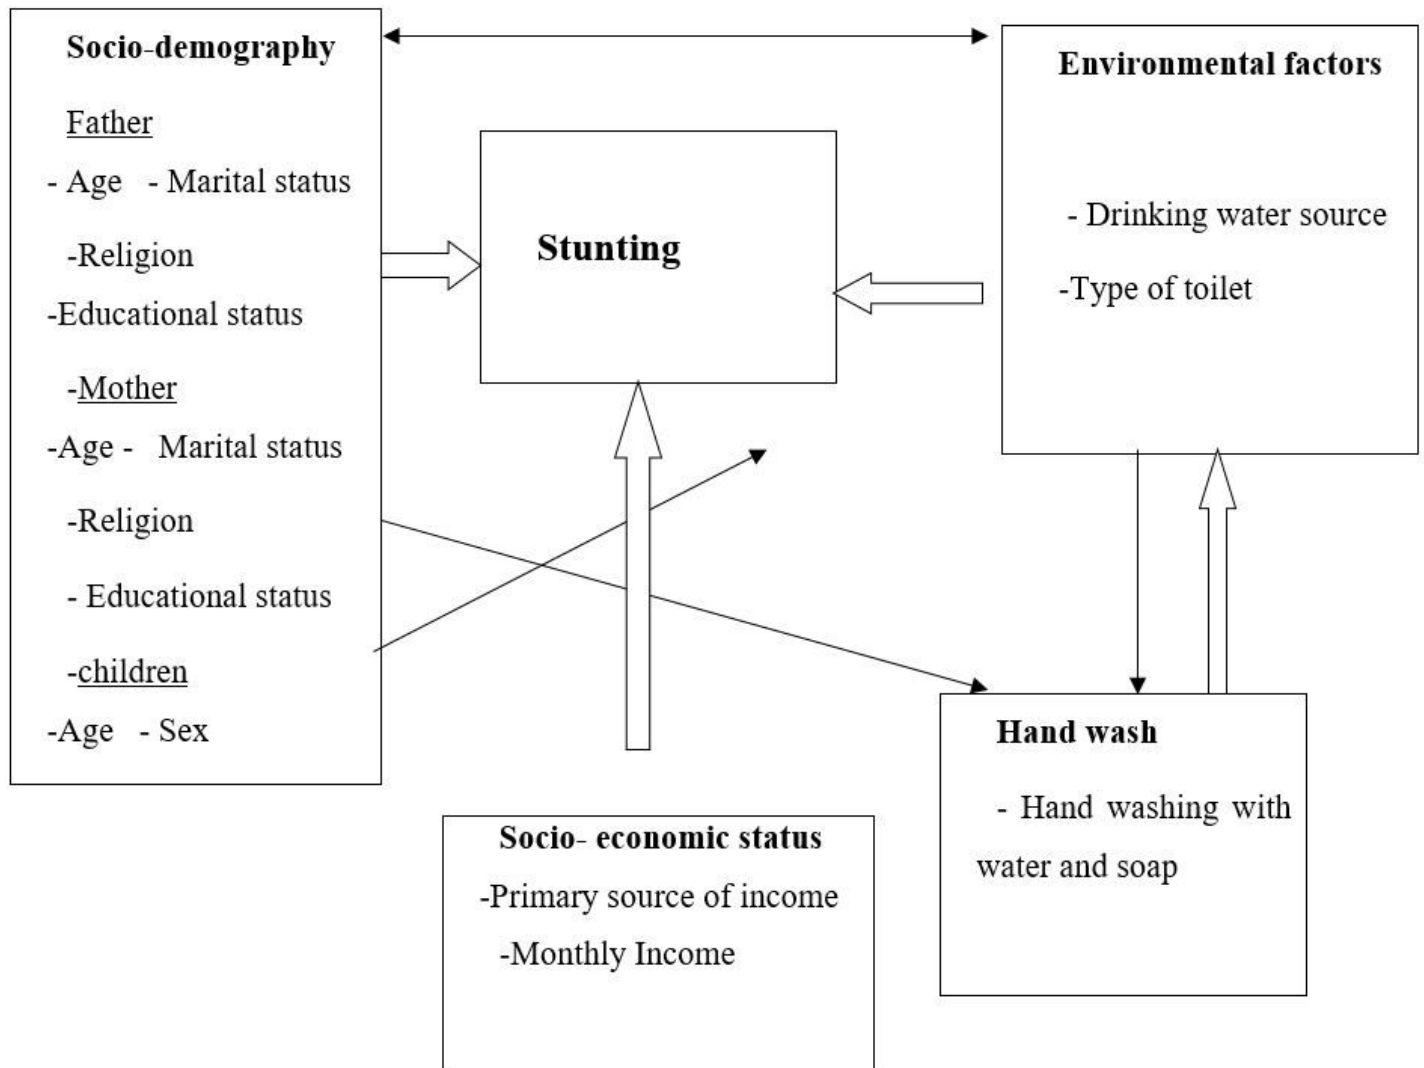 Socio-demography
Father
- Age - Marital status
-Religion
-Educational status
-Mother
-Age - Marital status
-Religion
- Educational status
-children
-Age - Sex
Stunting
Environmental factors
- Drinking water source
-Type of toilet
Socio- economic status
-Primary source of income
-Monthly Income
Hand wash
- Hand washing with
water and soap